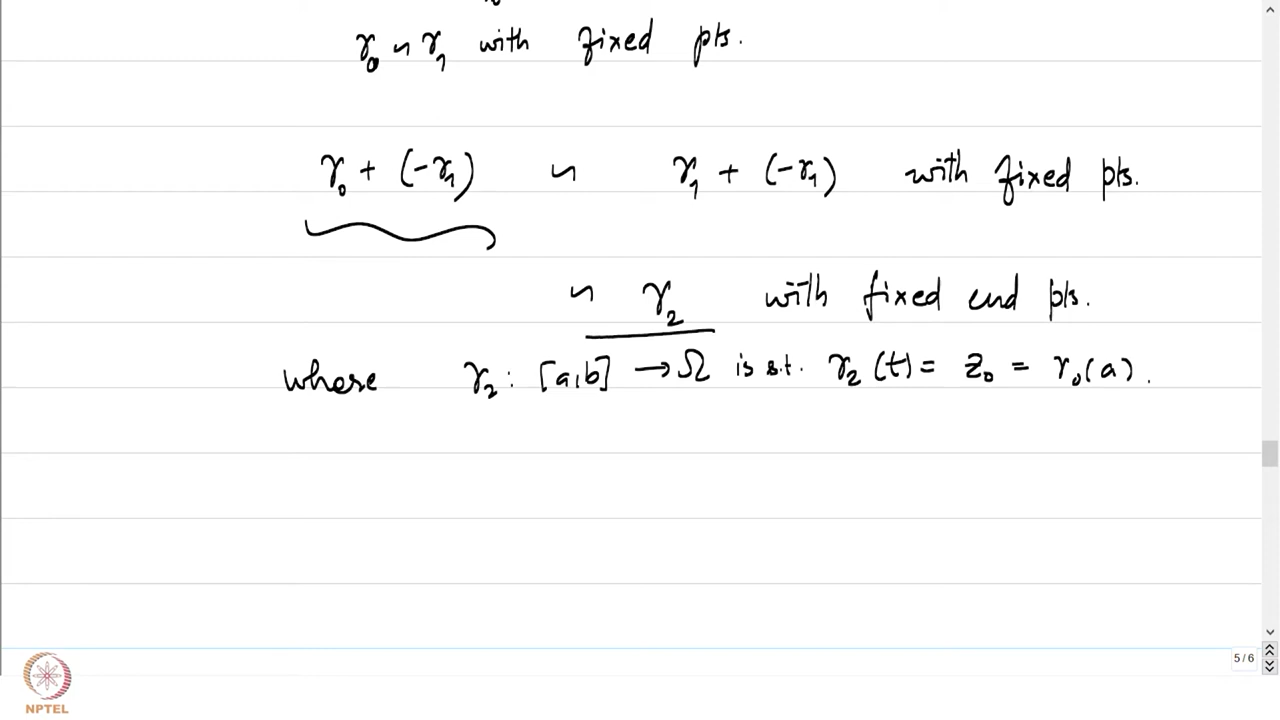 γ₀ ~ γ₁ with fixed pts.
γ₀ + (-γ₁) ~ γ₁ + (-γ₁) with fixed pts.
~ γ₂ with fixed end pts.
where γ₂ : [a,b] → Ω is s.t. γ₂(t) = z₀ = γ₀(a).
5 / 6
NPTEL